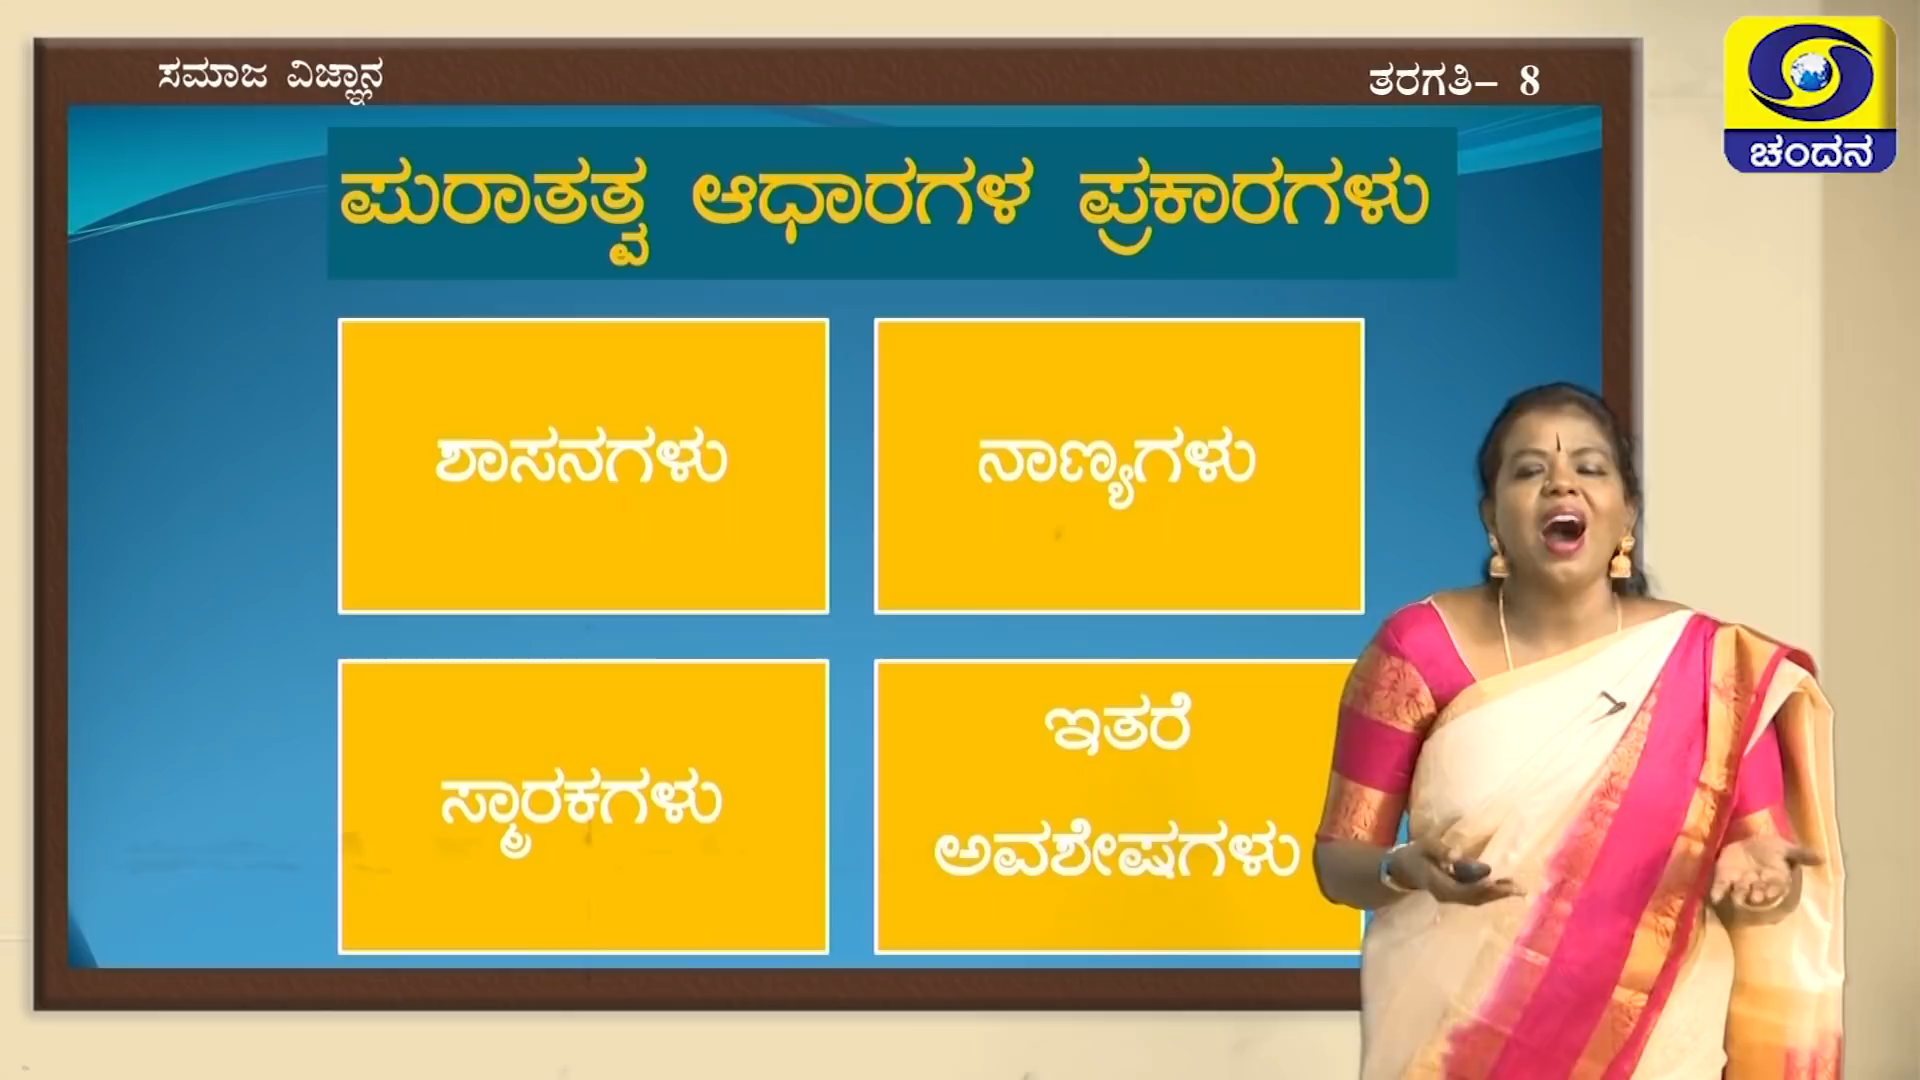 ಸಮಾಜ ವಿಜ್ಞಾನ
ತರಗತಿ– 8
ಚಂದನ
ಪುರಾತತ್ವ ಆಧಾರಗಳ ಪ್ರಕಾರಗಳು
ಶಾಸನಗಳು
ನಾಣ್ಯಗಳು
ಸ್ಮಾರಕಗಳು
ಇತರೆ
ಅವಶೇಷಗಳು